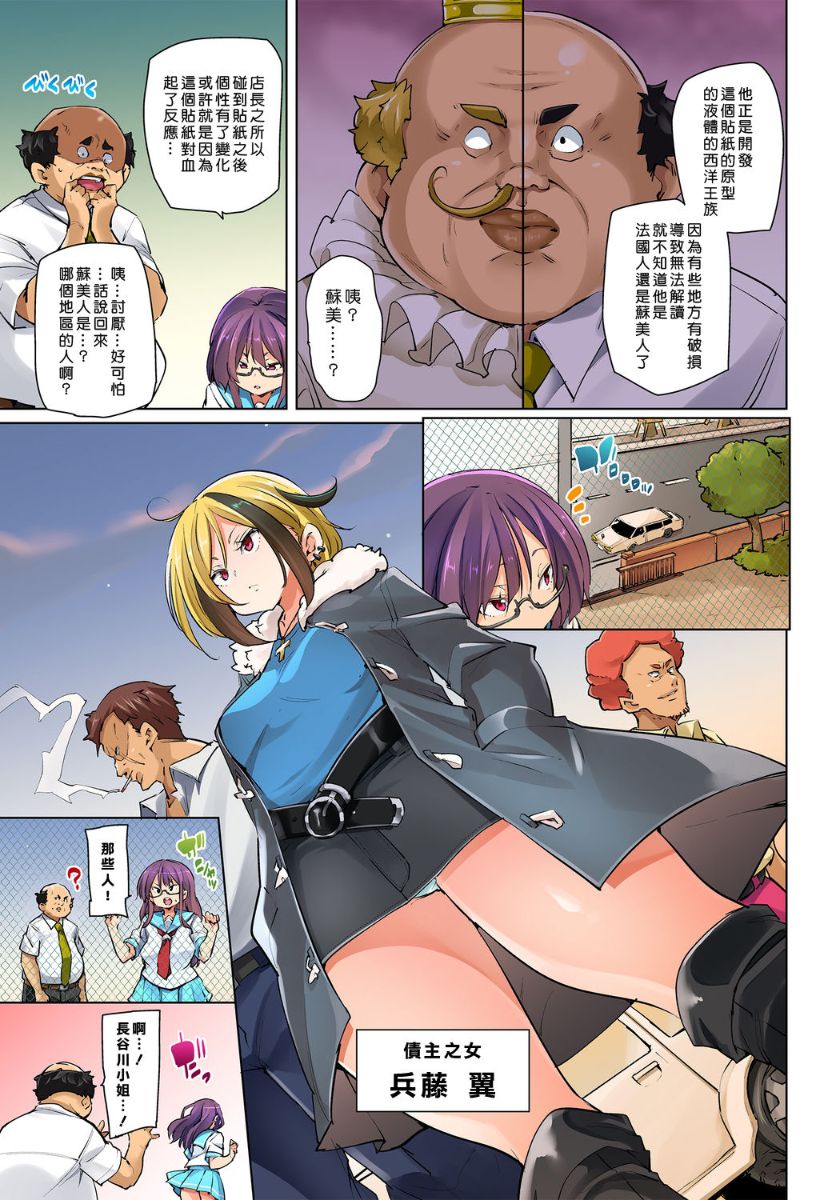 他正是開發
這個貼紙的原型
的液體的西洋王族
因為有些地方有破損
導致無法解讀
就不知道他是
法國人還是蘇美人了
咦？
蘇美……？
店長之所以
碰到貼紙之後
個性有了變化
或許就是因為
這個貼紙對血
起了反應…
びくびく
咦…討厭…好可怕
…話說回來
蘇美人是…？
哪個地區的人啊？
那些人！
？
債主之女
兵藤 翼
啊…！
長谷川小姐…！